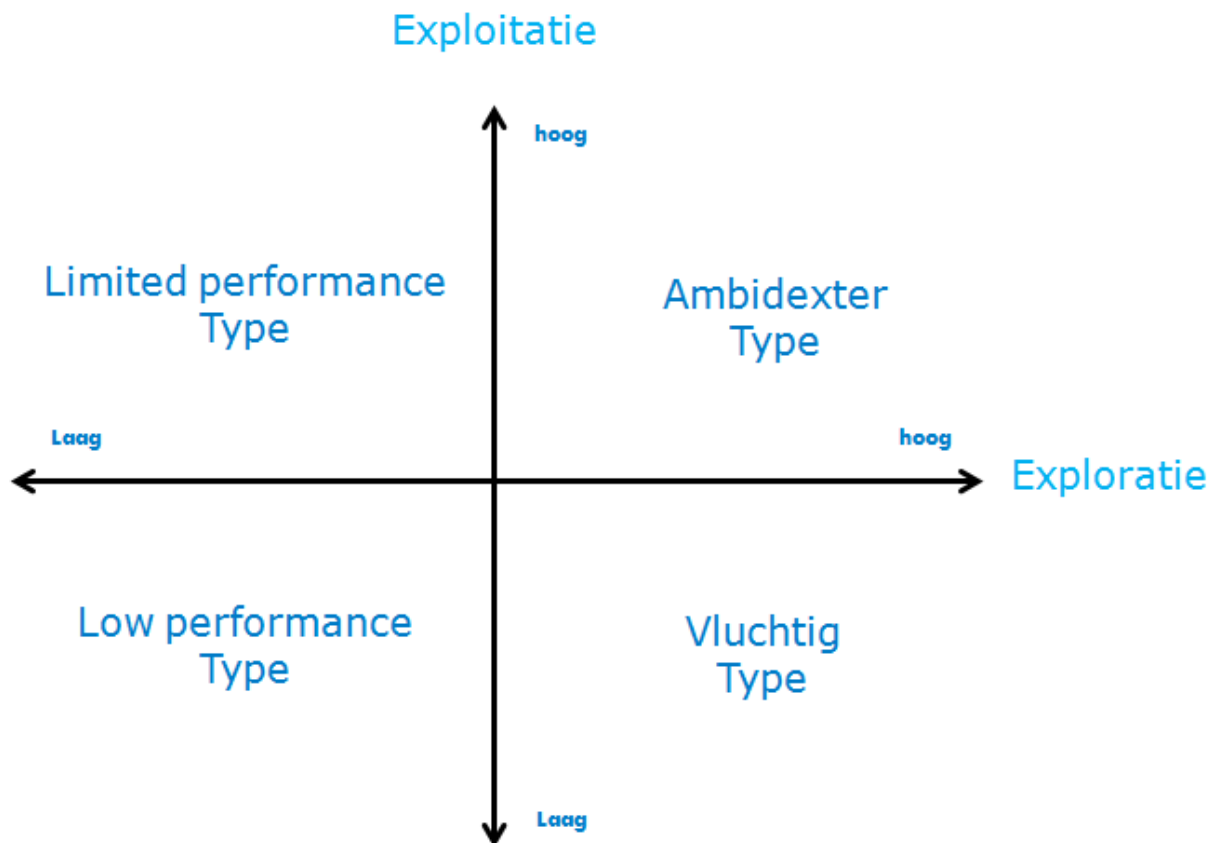 Exploitatie
hoog
Limited performance
Type
Ambidexter
Type
Laag
hoog
Exploratie
Low performance
Type
Vluchtig
Type
Laag